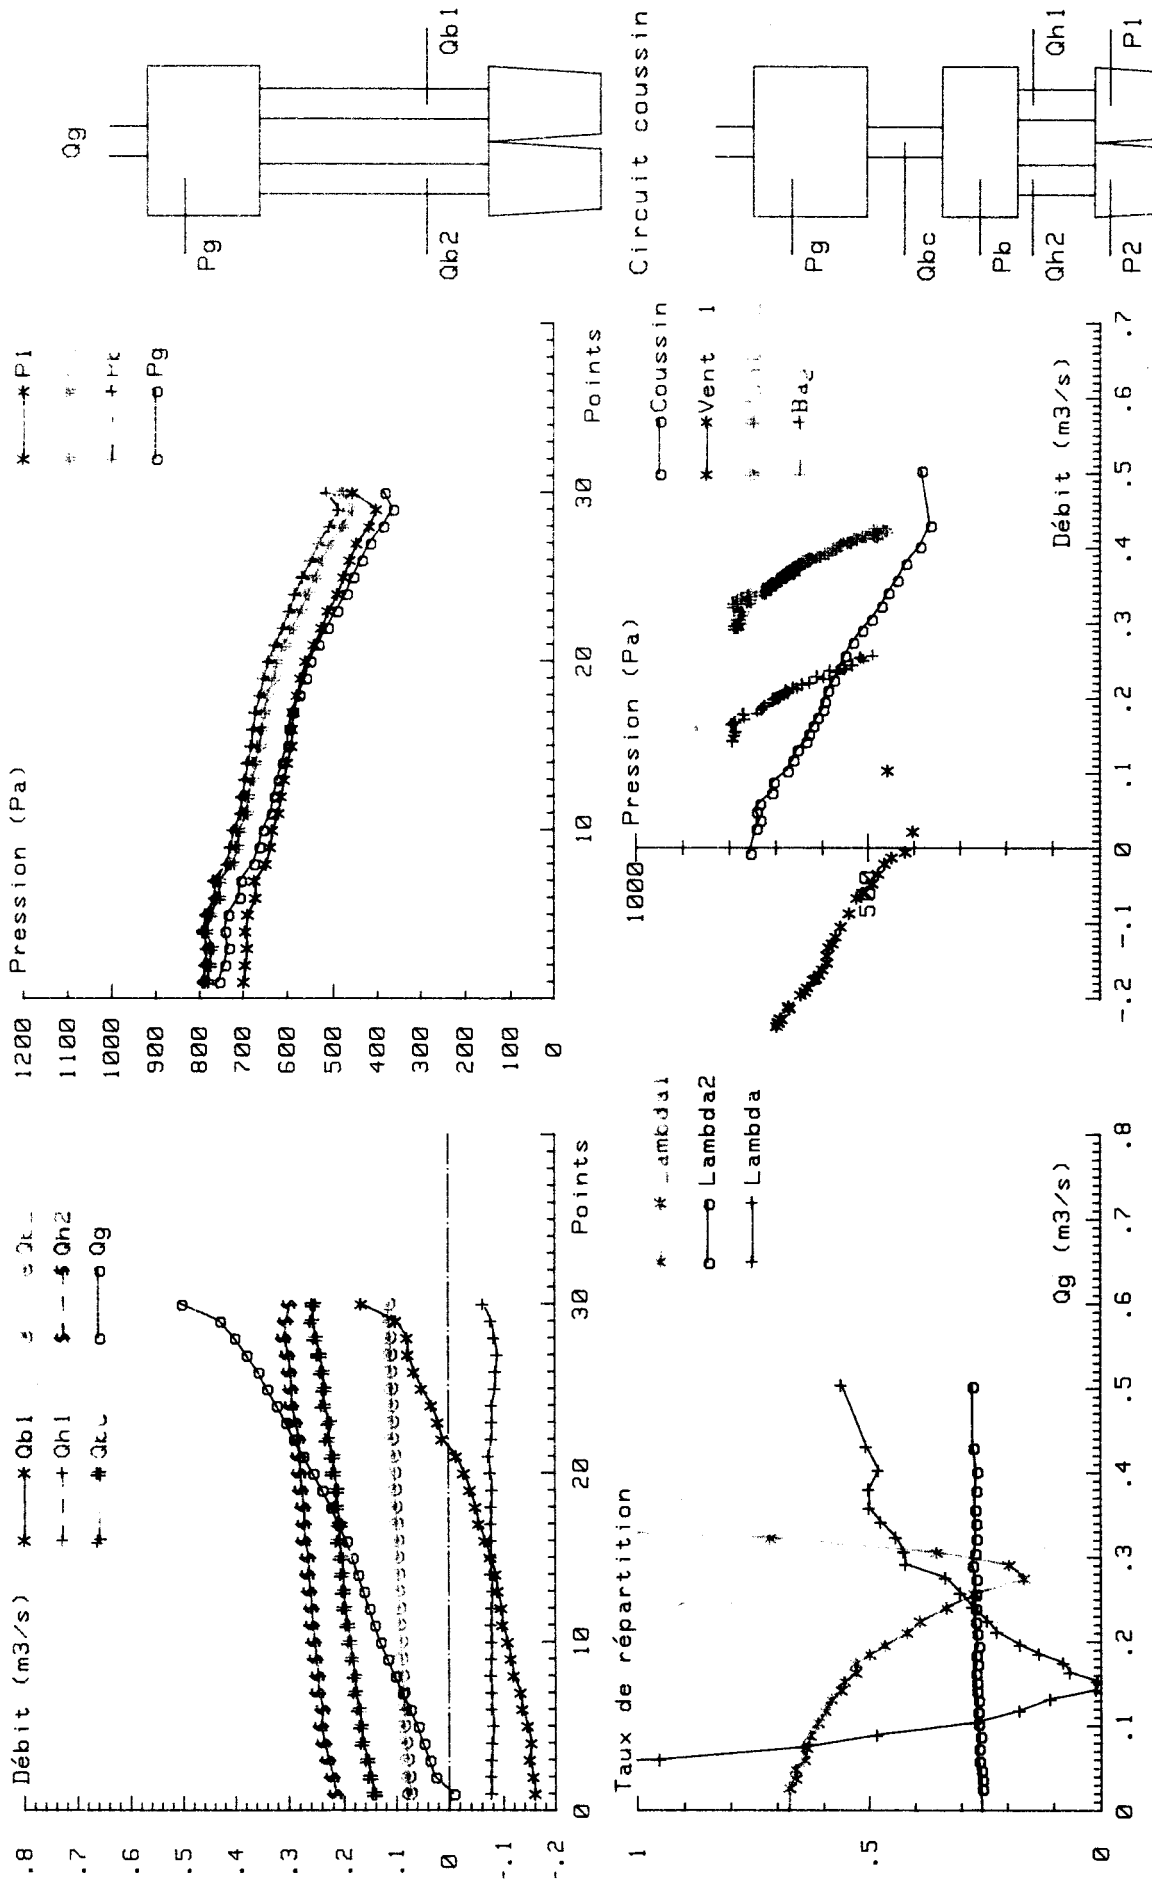 Débit (m3/s)
Qb1
Qh1
Qh2
Qg
.8
.7
.6
.5
.4
.3
.2
.1
0
-.1
-.2
0
10
20
30
Points
Pression (Pa)
P1
Pg
1200
1100
1000
900
800
700
600
500
400
300
200
100
0
10
20
30
Points
Qg
Pg
Qb2
Qb1
Circuit coussin
Taux de répartition
Lambda2
Lambda
1
.5
0
0
.1
.2
.3
.4
.5
.6
.7
.8
Qg (m3/s)
Pression (Pa)
1000
500
Coussin
Vent 1
-.2
-.1
0
.1
.2
.3
.4
.5
.6
.7
Débit (m3/s)
Pg
Qbc
Pb
Qh2
Qh1
P2
P1